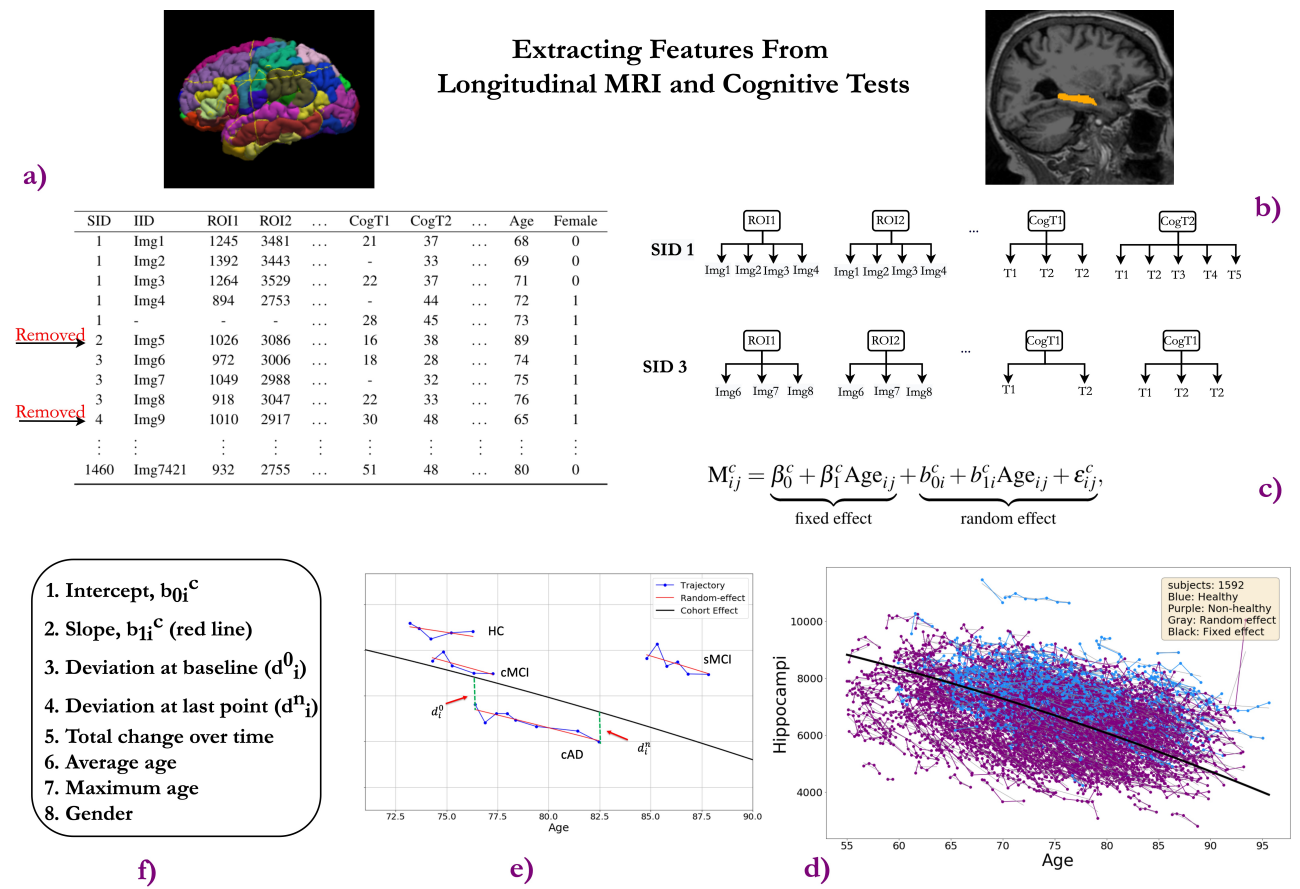 Extracting Features From
Longitudinal MRI and Cognitive Tests
a)
SID IID ROI1 ROI2 ... CogT1 CogT2 ... Age Female
1 Img1 1245 3481 ... 21 37 ... 68 0
1 Img2 1392 3443 ... - 33 ... 69 0
1 Img3 1264 3529 ... 22 37 ... 71 0
1 Img4 894 2753 ... - 44 ... 72 1
1 - - - ... 28 45 ... 73 1
Removed 2 Img5 1026 3086 ... 16 38 ... 89 1
3 Img6 972 3006 ... 18 28 ... 74 1
3 Img7 1049 2988 ... - 32 ... 75 1
3 Img8 918 3047 ... 22 33 ... 76 1
Removed 4 Img9 1010 2917 ... 30 48 ... 65 1
⋮ ⋮ ⋮ ⋮ ⋮ ⋮ ⋮ ⋮
1460 Img7421 932 2755 ... 51 48 ... 80 0
b)
ROI1 ROI2 ... CogT1 CogT2
SID 1
Img1 Img2 Img3 Img4 Img1 Img2 Img3 Img4 T1 T2 T2 T1 T2 T3 T4 T5
ROI1 ROI2 ... CogT1 CogT1
SID 3
Img6 Img7 Img8 Img6 Img7 Img8 T1 T2 T1 T2 T2
c)
M^c_ij = β^c_0 + β^c_1 Age_ij + b^c_0i + b^c_1i Age_ij + ε^c_ij,
fixed effect random effect
1. Intercept, b_0i^c
2. Slope, b_1i^c (red line)
3. Deviation at baseline (d^0_i)
4. Deviation at last point (d^n_i)
5. Total change over time
6. Average age
7. Maximum age
8. Gender
f)
Trajectory
Random-effect
Cohort Effect
HC
cMCI
sMCI
d_i^0
d_i^n
cAD
72.5 75.0 77.5 80.0 82.5 85.0 87.5 90.0
Age
e)
subjects: 1592
Blue: Healthy
Purple: Non-healthy
Gray: Random effect
Black: Fixed effect
Hippocampi
10000
8000
6000
4000
55 60 65 70 75 80 85 90 95
Age
d)